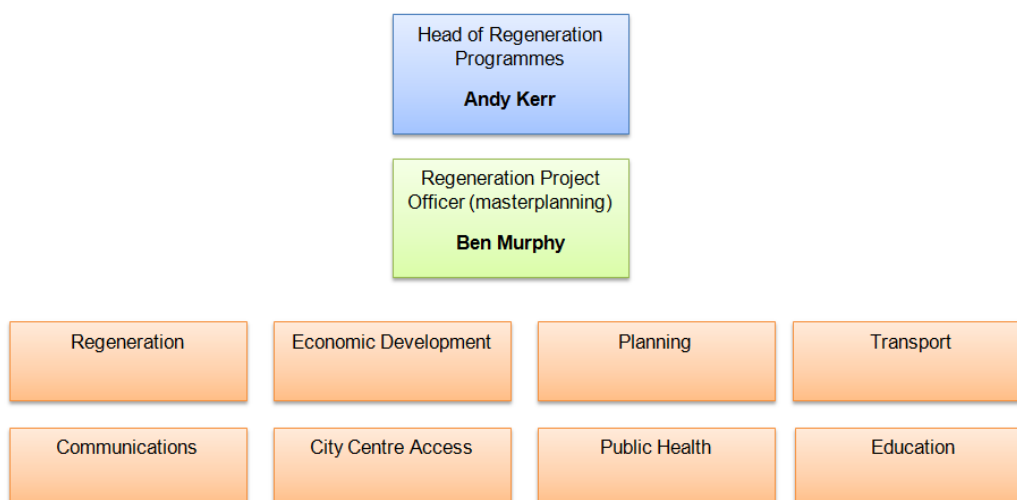 Head of Regeneration
Programmes
Andy Kerr
Regeneration Project
Officer (masterplanning)
Ben Murphy
Regeneration
Economic Development
Planning
Transport
Communications
City Centre Access
Public Health
Education